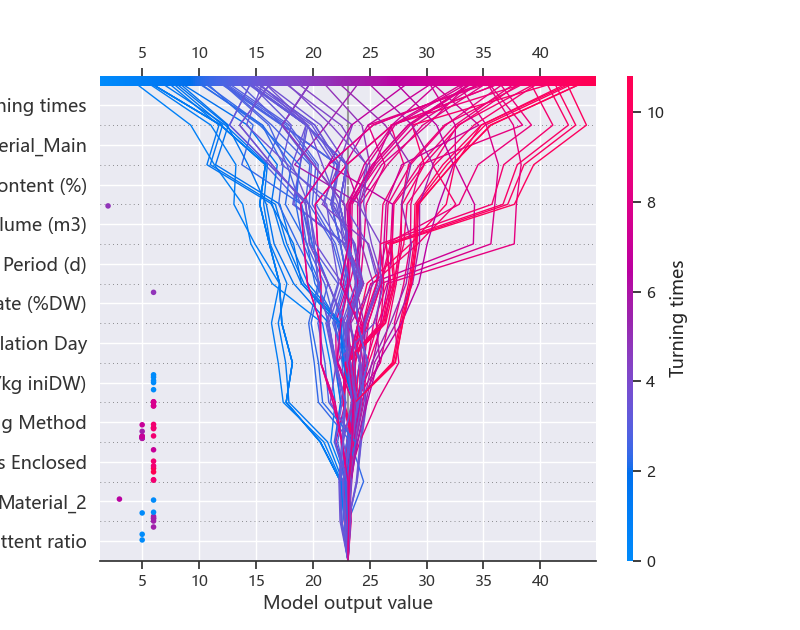 5 10 15 20 25 30 35 40
ning times
erial_Main
ontent (%)
lume (m3)
Period (d)
ate (%DW)
lation Day
/kg iniDW)
g Method
s Enclosed
Material_2
ttent ratio
5 10 15 20 25 30 35 40
Model output value
10
8
6
4
2
0
Turning times